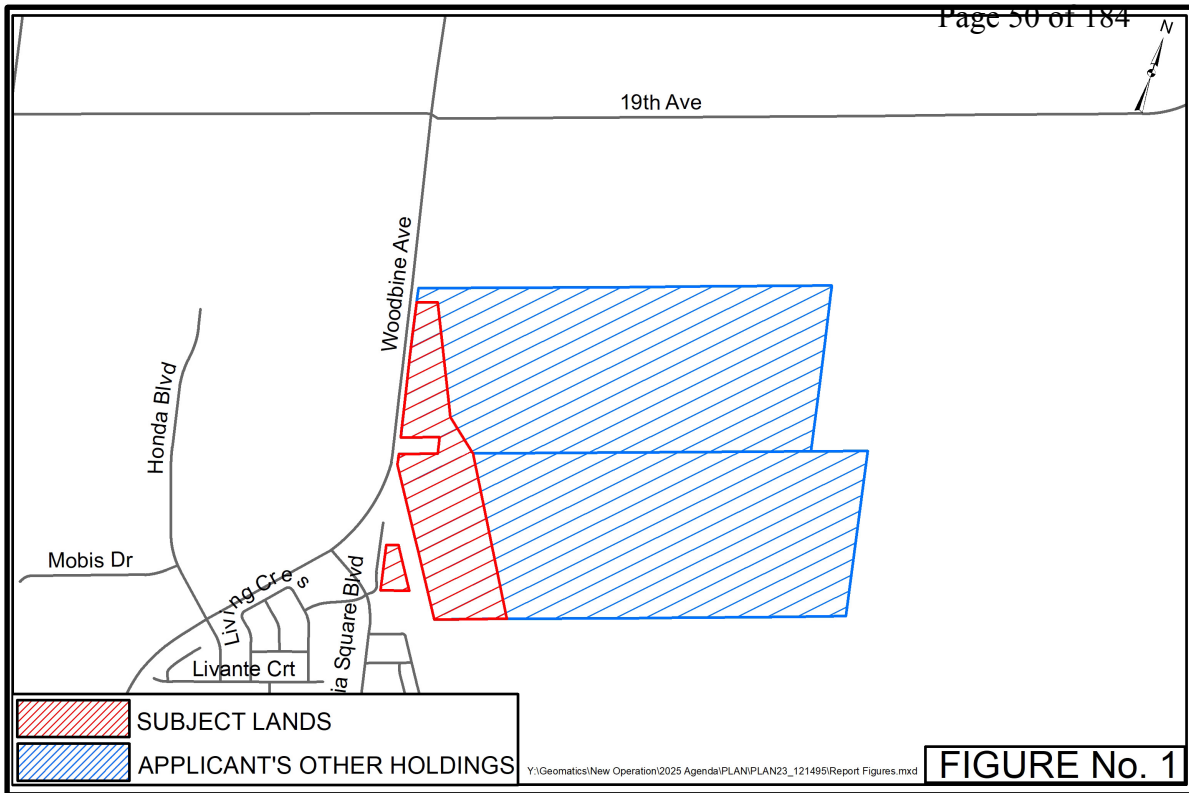 Page 50 of 184
N
19th Ave
Woodbine Ave
Honda Blvd
Mobis Dr
Living Cres
ia Square Blvd
Livante Crt
SUBJECT LANDS
APPLICANT'S OTHER HOLDINGS
Y:\Geomatics\New Operation\2025 Agenda\PLAN\PLAN23_121495\Report Figures.mxd
FIGURE No. 1